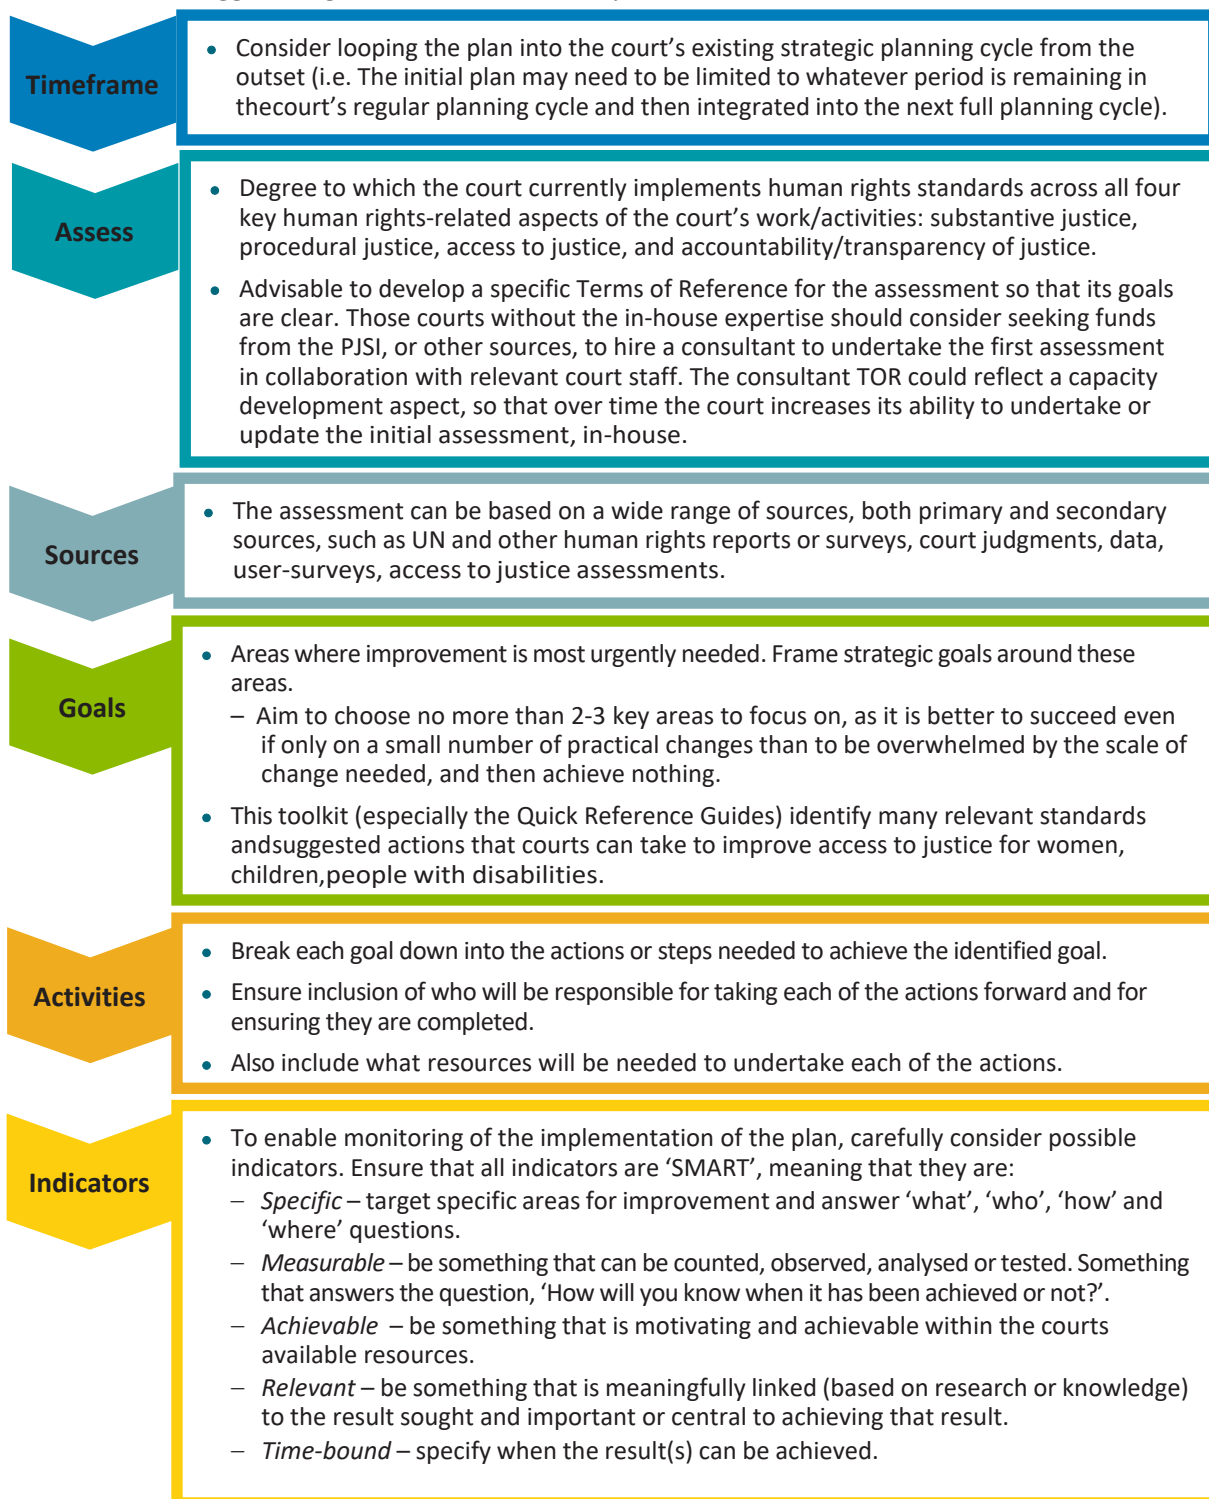 Timeframe
• Consider looping the plan into the court’s existing strategic planning cycle from the
outset (i.e. The initial plan may need to be limited to whatever period is remaining in
thecourt’s regular planning cycle and then integrated into the next full planning cycle).
Assess
• Degree to which the court currently implements human rights standards across all four
key human rights-related aspects of the court’s work/activities: substantive justice,
procedural justice, access to justice, and accountability/transparency of justice.
• Advisable to develop a specific Terms of Reference for the assessment so that its goals
are clear. Those courts without the in-house expertise should consider seeking funds
from the PJSI, or other sources, to hire a consultant to undertake the first assessment
in collaboration with relevant court staff. The consultant TOR could reflect a capacity
development aspect, so that over time the court increases its ability to undertake or
update the initial assessment, in-house.
Sources
• The assessment can be based on a wide range of sources, both primary and secondary
sources, such as UN and other human rights reports or surveys, court judgments, data,
user-surveys, access to justice assessments.
Goals
• Areas where improvement is most urgently needed. Frame strategic goals around these
areas.
– Aim to choose no more than 2-3 key areas to focus on, as it is better to succeed even
if only on a small number of practical changes than to be overwhelmed by the scale of
change needed, and then achieve nothing.
• This toolkit (especially the Quick Reference Guides) identify many relevant standards
andsuggested actions that courts can take to improve access to justice for women,
children,people with disabilities.
Activities
• Break each goal down into the actions or steps needed to achieve the identified goal.
• Ensure inclusion of who will be responsible for taking each of the actions forward and for
ensuring they are completed.
• Also include what resources will be needed to undertake each of the actions.
Indicators
• To enable monitoring of the implementation of the plan, carefully consider possible
indicators. Ensure that all indicators are ‘SMART’, meaning that they are:
– Specific – target specific areas for improvement and answer ‘what’, ‘who’, ‘how’ and
‘where’ questions.
– Measurable – be something that can be counted, observed, analysed or tested. Something
that answers the question, ‘How will you know when it has been achieved or not?’.
– Achievable – be something that is motivating and achievable within the courts
available resources.
– Relevant – be something that is meaningfully linked (based on research or knowledge)
to the result sought and important or central to achieving that result.
– Time-bound – specify when the result(s) can be achieved.